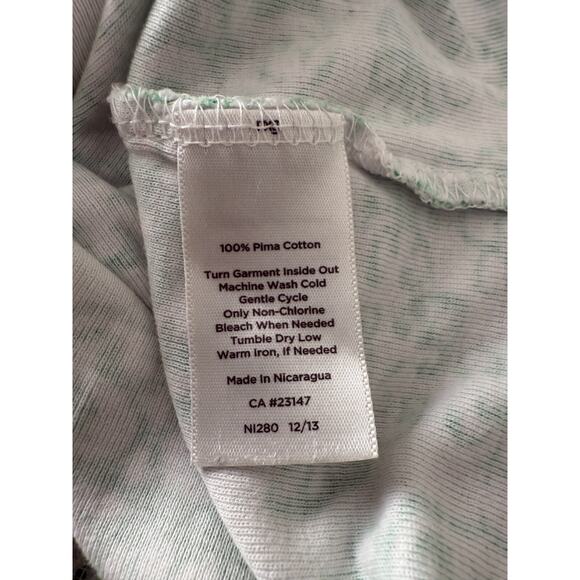 100% Pima Cotton
Turn Garment Inside Out
Machine Wash Cold
Gentle Cycle
Only Non-Chlorine
Bleach When Needed
Tumble Dry Low
Warm Iron, If Needed
Made In Nicaragua
CA #23147
NI280 12/13